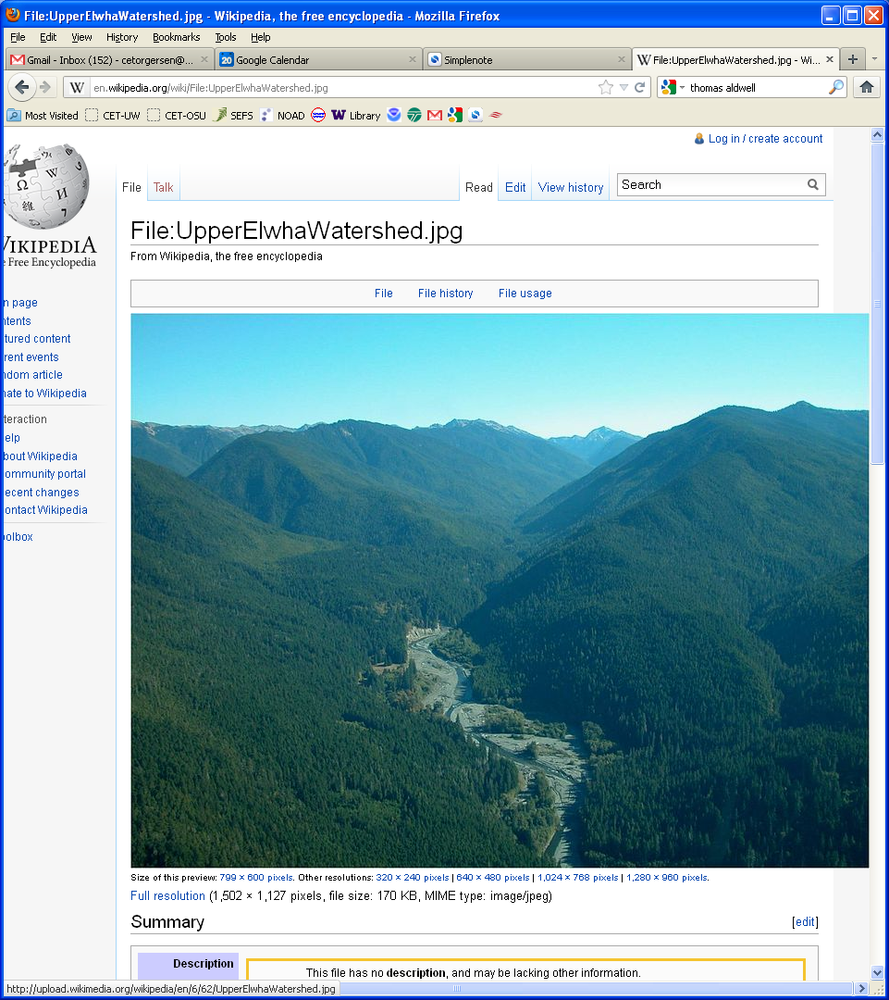 File:UpperElwhaWatershed.jpg - Wikipedia, the free encyclopedia - Mozilla Firefox
File Edit View History Bookmarks Tools Help
Gmail - Inbox (152) - cetorgersen@... Google Calendar Simplenote File:UpperElwhaWatershed.jpg - Wi...
en.wikipedia.org/wiki/File:UpperElwhaWatershed.jpg thomas aldwell
Most Visited CET-UW CET-OSU SEFS NOAD Library
Log in / create account
File Talk Read Edit View history Search
WIKIPEDIA
e Free Encyclopedia
File:UpperElwhaWatershed.jpg
From Wikipedia, the free encyclopedia
File File history File usage
n page
ntents
tured content
rent events
ndom article
nate to Wikipedia
teraction
elp
bout Wikipedia
ommunity portal
ecent changes
ontact Wikipedia
oolbox
Size of this preview: 799 × 600 pixels. Other resolutions: 320 × 240 pixels | 640 × 480 pixels | 1,024 × 768 pixels | 1,280 × 960 pixels.
Full resolution (1,502 × 1,127 pixels, file size: 170 KB, MIME type: image/jpeg)
Summary [edit]
Description This file has no description, and may be lacking other information.
http://upload.wikimedia.org/wikipedia/en/6/62/UpperElwhaWatershed.jpg